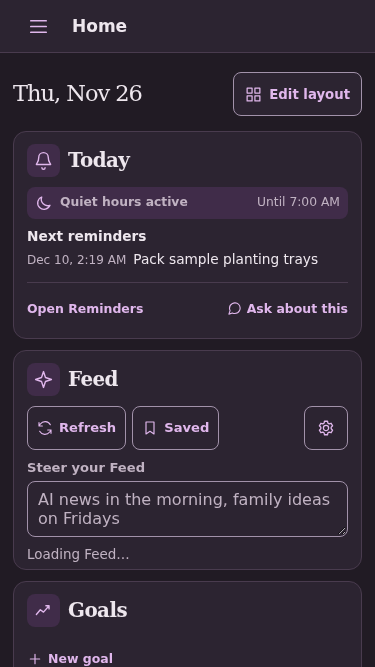 Home
Thu, Nov 26
Edit layout
Today
Quiet hours active
Until 7:00 AM
Next reminders
Dec 10, 2:19 AM Pack sample planting trays
Open Reminders
Ask about this
Feed
Refresh
Saved
Steer your Feed
AI news in the morning, family ideas
on Fridays
Loading Feed...
Goals
New goal